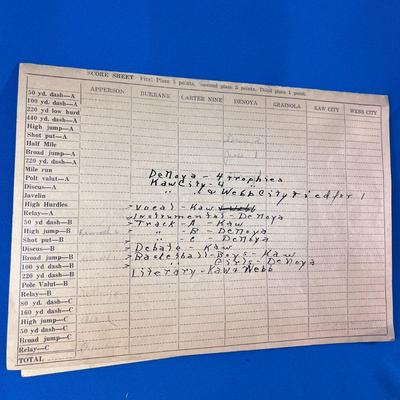 SCORE SHEET First Place 5 points, Second place 3 points, Third place 1 point.
APPERSON BURBANK CARTER NINE DENOYA GRAINOLA KAW CITY WEBB CITY
50 yd. dash—A
100 yd. dash—A
220 yd. low hurd
440 yd. dash—A
High jump—A
Shot put—A
Half Mile
Broad jump—A
220 yd. dash—A
Mile run
Polt valut—A
Discus—A
Javelin
High Hurdles
Relay—A
50 yd. dash—B
High jump—B
Shot put—B
Discus—B
Broad jump—B
100 yd. dash—B
220 yd. dash—B
Pole Valut—B
Relay—B
80 yd. dash—C
160 yd. dash—C
High jump—C
50 yd. dash—C
Broad jump—C
Relay—C
TOTAL
DeNoya - 4 trophies
Kaw City - 4 "
" & Webb City tied for 1
Vocal - Kaw
Instrumental - DeNoya
Track - A - Kaw
" - B - DeNoya
" - C - DeNoya
Debate - Kaw
Basketball - Boys - Kaw
" Girls - DeNoya
Literary - Kaw & Webb